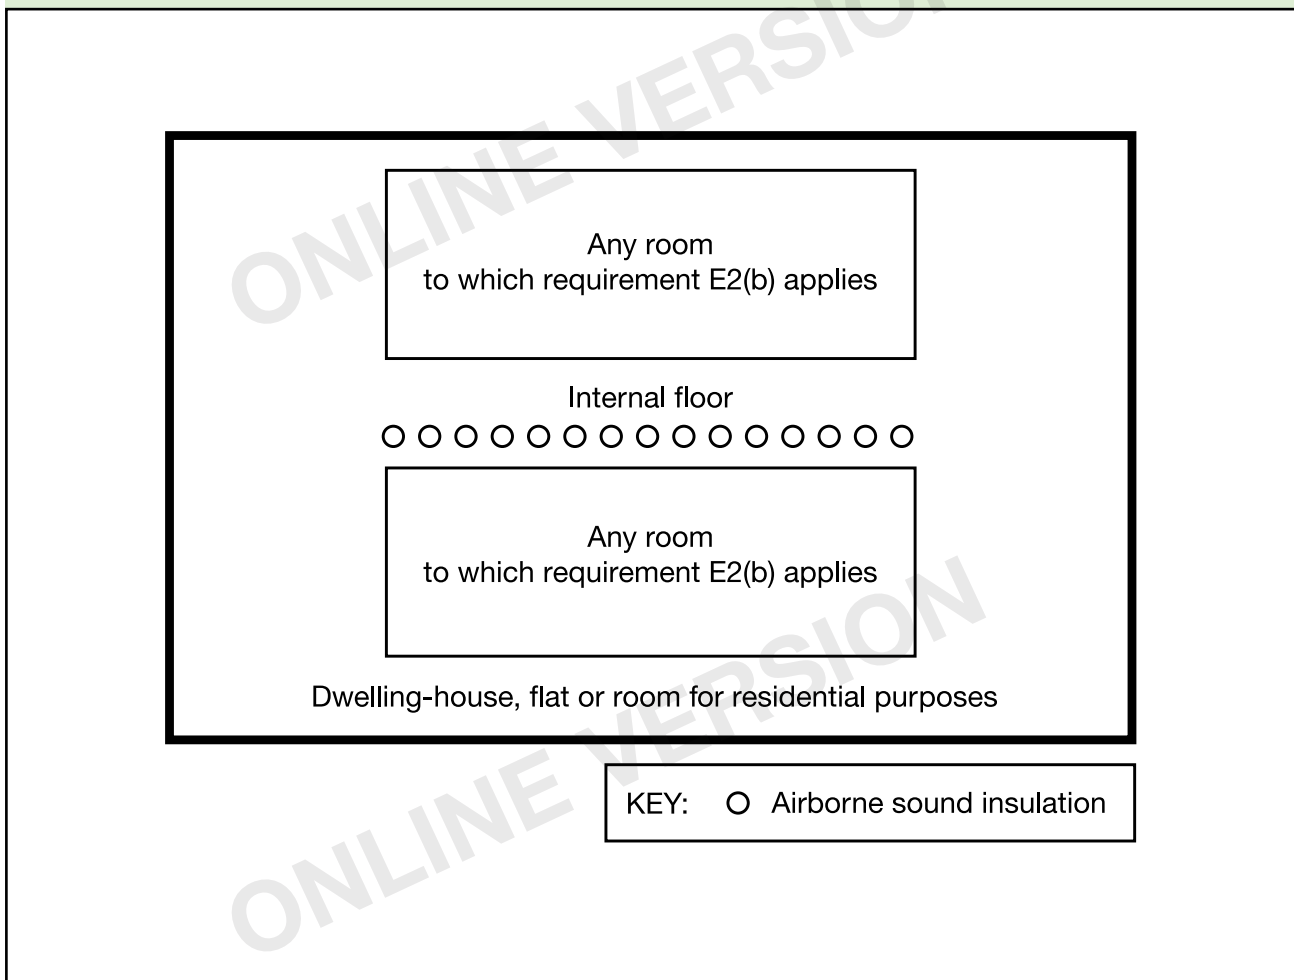 ONLINE VERSION
Any room
to which requirement E2(b) applies
Internal floor
Any room
to which requirement E2(b) applies
Dwelling-house, flat or room for residential purposes
ONLINE VERSION
KEY: O Airborne sound insulation